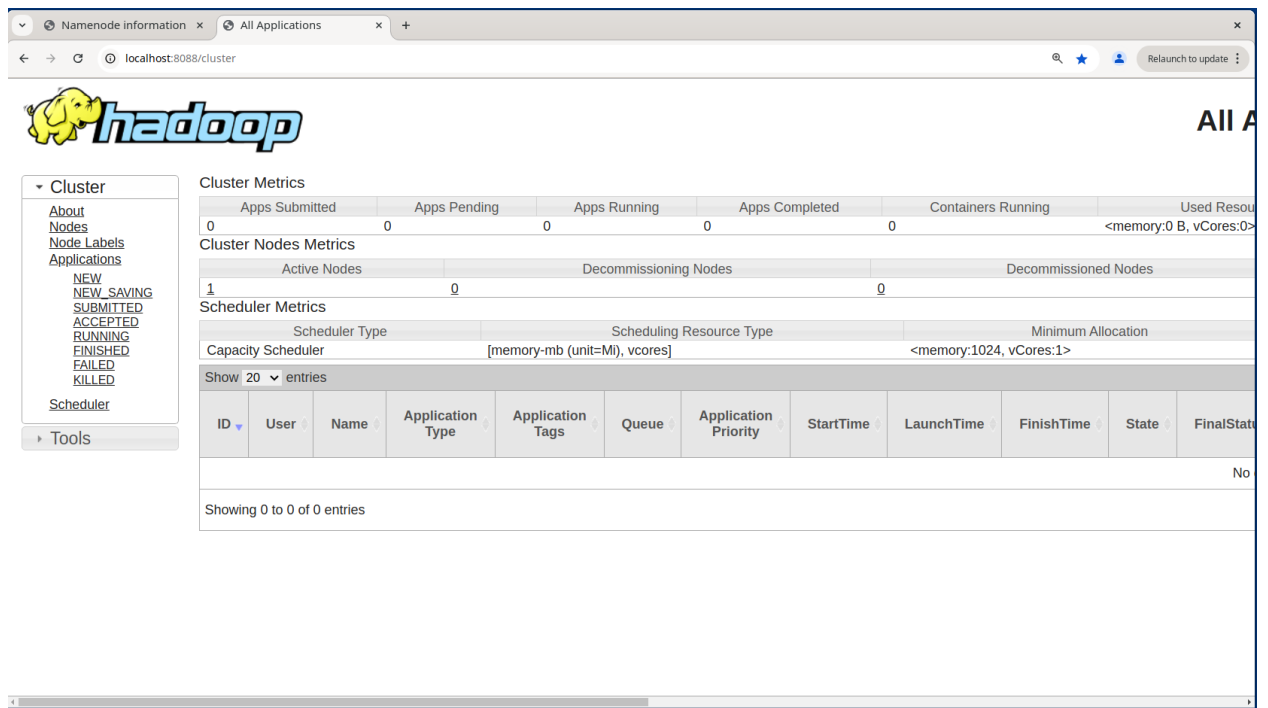 Namenode information
All Applications
localhost:8088/cluster
Relaunch to update
hadoop
All A
Cluster
About
Nodes
Node Labels
Applications
NEW
NEW_SAVING
SUBMITTED
ACCEPTED
RUNNING
FINISHED
FAILED
KILLED
Scheduler
Tools
Cluster Metrics
Apps Submitted Apps Pending Apps Running Apps Completed Containers Running Used Resou
0 0 0 0 0 <memory:0 B, vCores:0>
Cluster Nodes Metrics
Active Nodes Decommissioning Nodes Decommissioned Nodes
1 0 0
Scheduler Metrics
Scheduler Type Scheduling Resource Type Minimum Allocation
Capacity Scheduler [memory-mb (unit=Mi), vcores] <memory:1024, vCores:1>
Show 20 entries
ID User Name Application Type Application Tags Queue Application Priority StartTime LaunchTime FinishTime State FinalStatu
No
Showing 0 to 0 of 0 entries